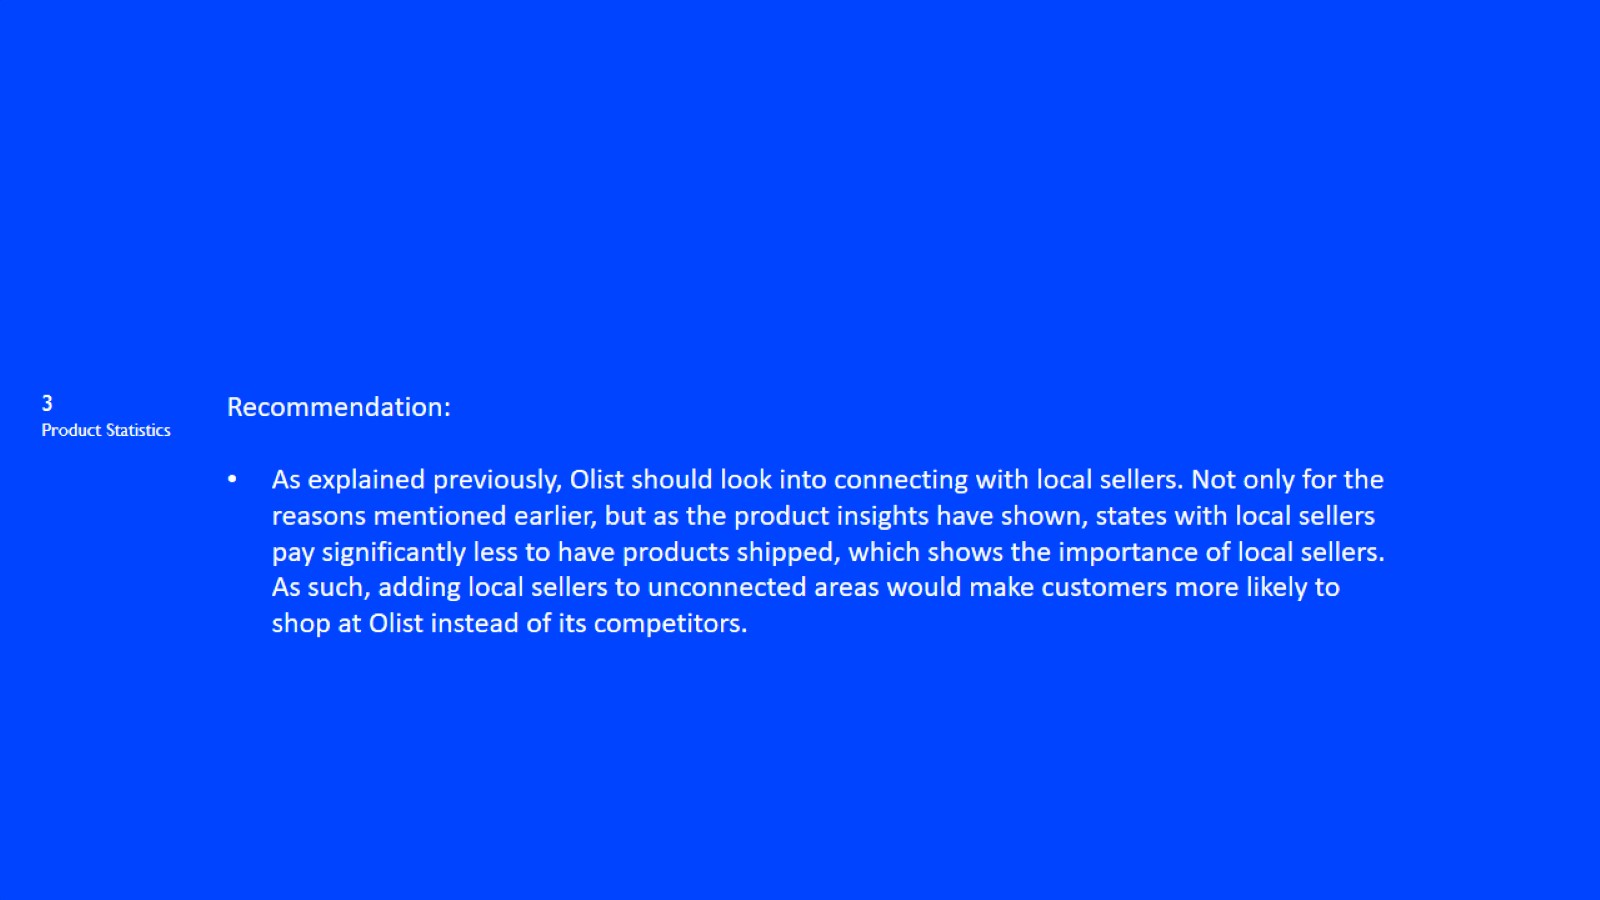 3
Product Statistics
Recommendation:
• As explained previously, Olist should look into connecting with local sellers. Not only for the
reasons mentioned earlier, but as the product insights have shown, states with local sellers
pay significantly less to have products shipped, which shows the importance of local sellers.
As such, adding local sellers to unconnected areas would make customers more likely to
shop at Olist instead of its competitors.